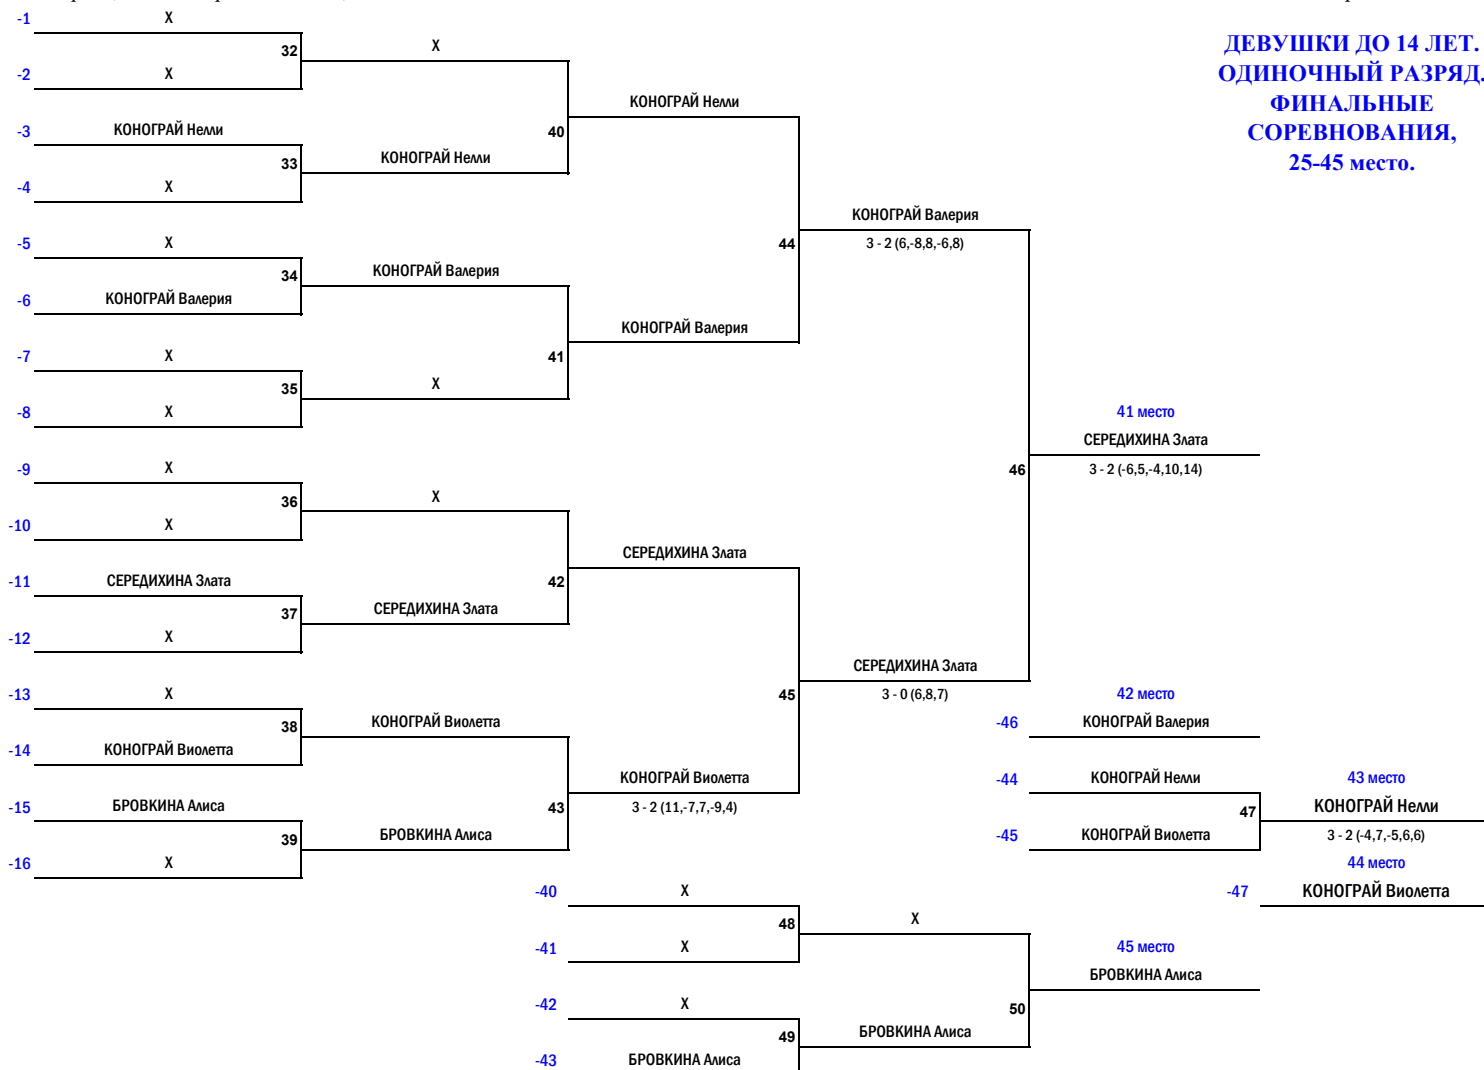 ДЕВУШКИ ДО 14 ЛЕТ.
ОДИНОЧНЫЙ РАЗРЯД.
ФИНАЛЬНЫЕ
СОРЕВНОВАНИЯ,
25-45 место.
-1 X
32 X
-2 X
КОНОГРАЙ Нелли
-3 КОНОГРАЙ Нелли
40
33 КОНОГРАЙ Нелли
-4 X
КОНОГРАЙ Валерия
-5 X
44 3 - 2 (6,-8,8,-6,8)
34 КОНОГРАЙ Валерия
-6 КОНОГРАЙ Валерия
КОНОГРАЙ Валерия
-7 X
41
35 X
-8 X
41 место
СЕРЕДИХИНА Злата
-9 X
46 3 - 2 (-6,5,-4,10,14)
36 X
-10 X
СЕРЕДИХИНА Злата
-11 СЕРЕДИХИНА Злата
42
37 СЕРЕДИХИНА Злата
-12 X
СЕРЕДИХИНА Злата
-13 X
45 3 - 0 (6,8,7)
42 место
38 КОНОГРАЙ Виолетта
-46 КОНОГРАЙ Валерия
-14 КОНОГРАЙ Виолетта
КОНОГРАЙ Виолетта
-44 КОНОГРАЙ Нелли
43 место
-15 БРОВКИНА Алиса
43 3 - 2 (11,-7,7,-9,4)
47 КОНОГРАЙ Нелли
39 БРОВКИНА Алиса
-45 КОНОГРАЙ Виолетта
3 - 2 (-4,7,-5,6,6)
-16 X
44 место
-40 X
-47 КОНОГРАЙ Виолетта
48 X
-41 X
45 место
БРОВКИНА Алиса
-42 X
50
49 БРОВКИНА Алиса
-43 БРОВКИНА Алиса